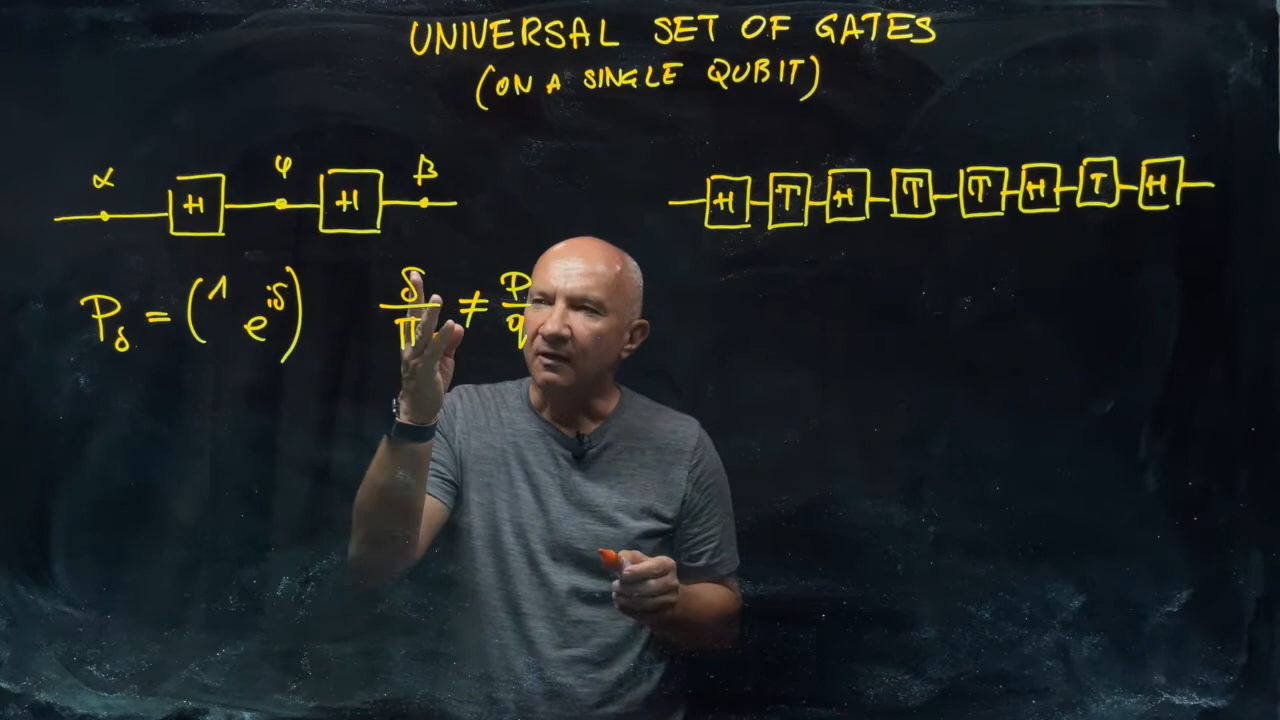 UNIVERSAL SET OF GATES
(ON A SINGLE QUBIT)
α H φ H β
H T H T T H T H
P_δ = (1 e^{iδ}) δ/π ≠ p/q